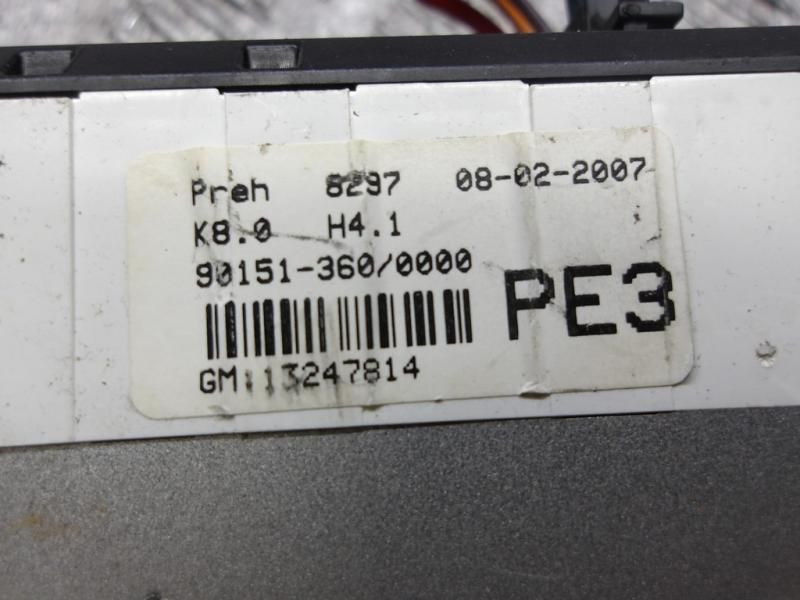 Preh 8297 08-02-2007
K8.0 H4.1
90151-360/0000
PE3
GM:13247814